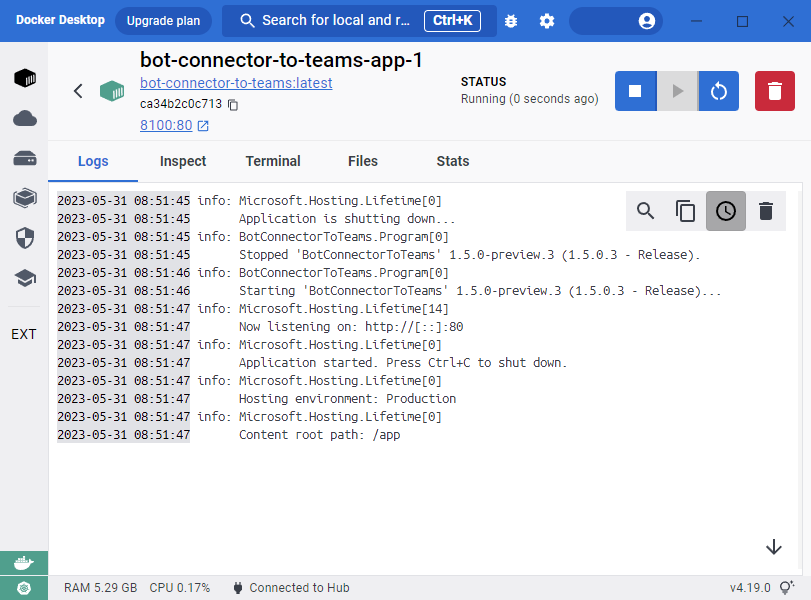 Docker Desktop
Upgrade plan
Search for local and r...
Ctrl+K
bot-connector-to-teams-app-1
bot-connector-to-teams:latest
ca34b2c0c713
8100:80
STATUS
Running (0 seconds ago)
Logs
Inspect
Terminal
Files
Stats
2023-05-31 08:51:45 info: Microsoft.Hosting.Lifetime[0]
2023-05-31 08:51:45 Application is shutting down...
2023-05-31 08:51:45 info: BotConnectorToTeams.Program[0]
2023-05-31 08:51:45 Stopped 'BotConnectorToTeams' 1.5.0-preview.3 (1.5.0.3 - Release).
2023-05-31 08:51:46 info: BotConnectorToTeams.Program[0]
2023-05-31 08:51:46 Starting 'BotConnectorToTeams' 1.5.0-preview.3 (1.5.0.3 - Release)...
2023-05-31 08:51:47 info: Microsoft.Hosting.Lifetime[14]
2023-05-31 08:51:47 Now listening on: http://[::]:80
2023-05-31 08:51:47 info: Microsoft.Hosting.Lifetime[0]
2023-05-31 08:51:47 Application started. Press Ctrl+C to shut down.
2023-05-31 08:51:47 info: Microsoft.Hosting.Lifetime[0]
2023-05-31 08:51:47 Hosting environment: Production
2023-05-31 08:51:47 info: Microsoft.Hosting.Lifetime[0]
2023-05-31 08:51:47 Content root path: /app
EXT
RAM 5.29 GB CPU 0.17% Connected to Hub
v4.19.0